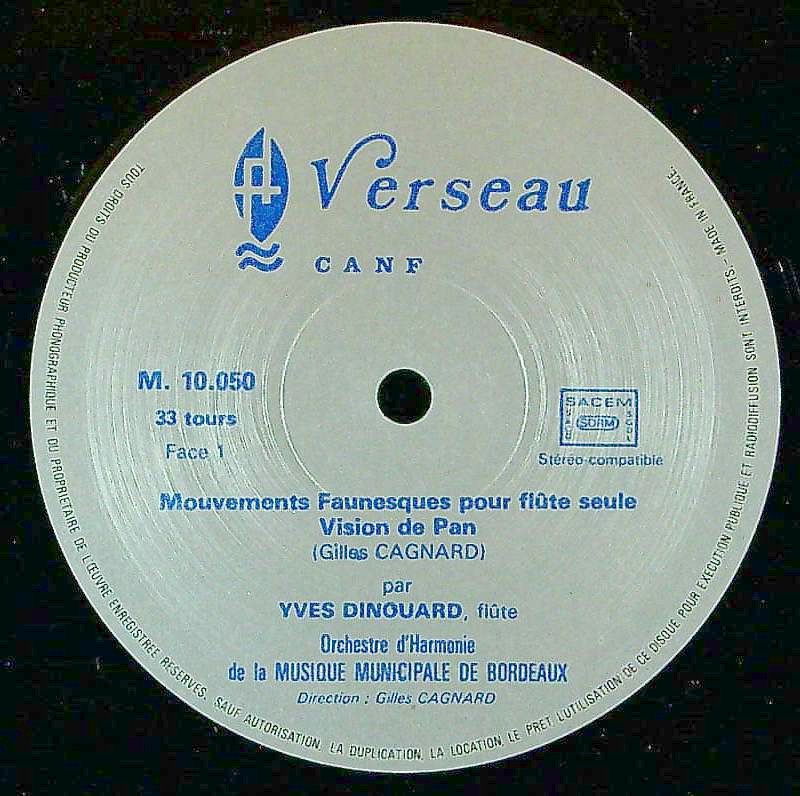 Verseau
CANF
M. 10.050
33 tours
Face 1
SACEM
SDRM
Stéréo-compatible
Mouvements Faunesques pour flûte seule
Vision de Pan
(Gilles CAGNARD)
par
YVES DINOUARD, flûte
Orchestre d'Harmonie
de la MUSIQUE MUNICIPALE DE BORDEAUX
Direction : Gilles CAGNARD
TOUS DROITS DU PRODUCTEUR PHONOGRAPHIQUE ET DU PROPRIETAIRE DE L'ŒUVRE ENREGISTREE RESERVES. SAUF AUTORISATION, LA DUPLICATION, LA LOCATION, LE PRET, L'UTILISATION DE CE DISQUE POUR EXECUTION PUBLIQUE ET RADIODIFFUSION SONT INTERDITS. - MADE IN FRANCE.